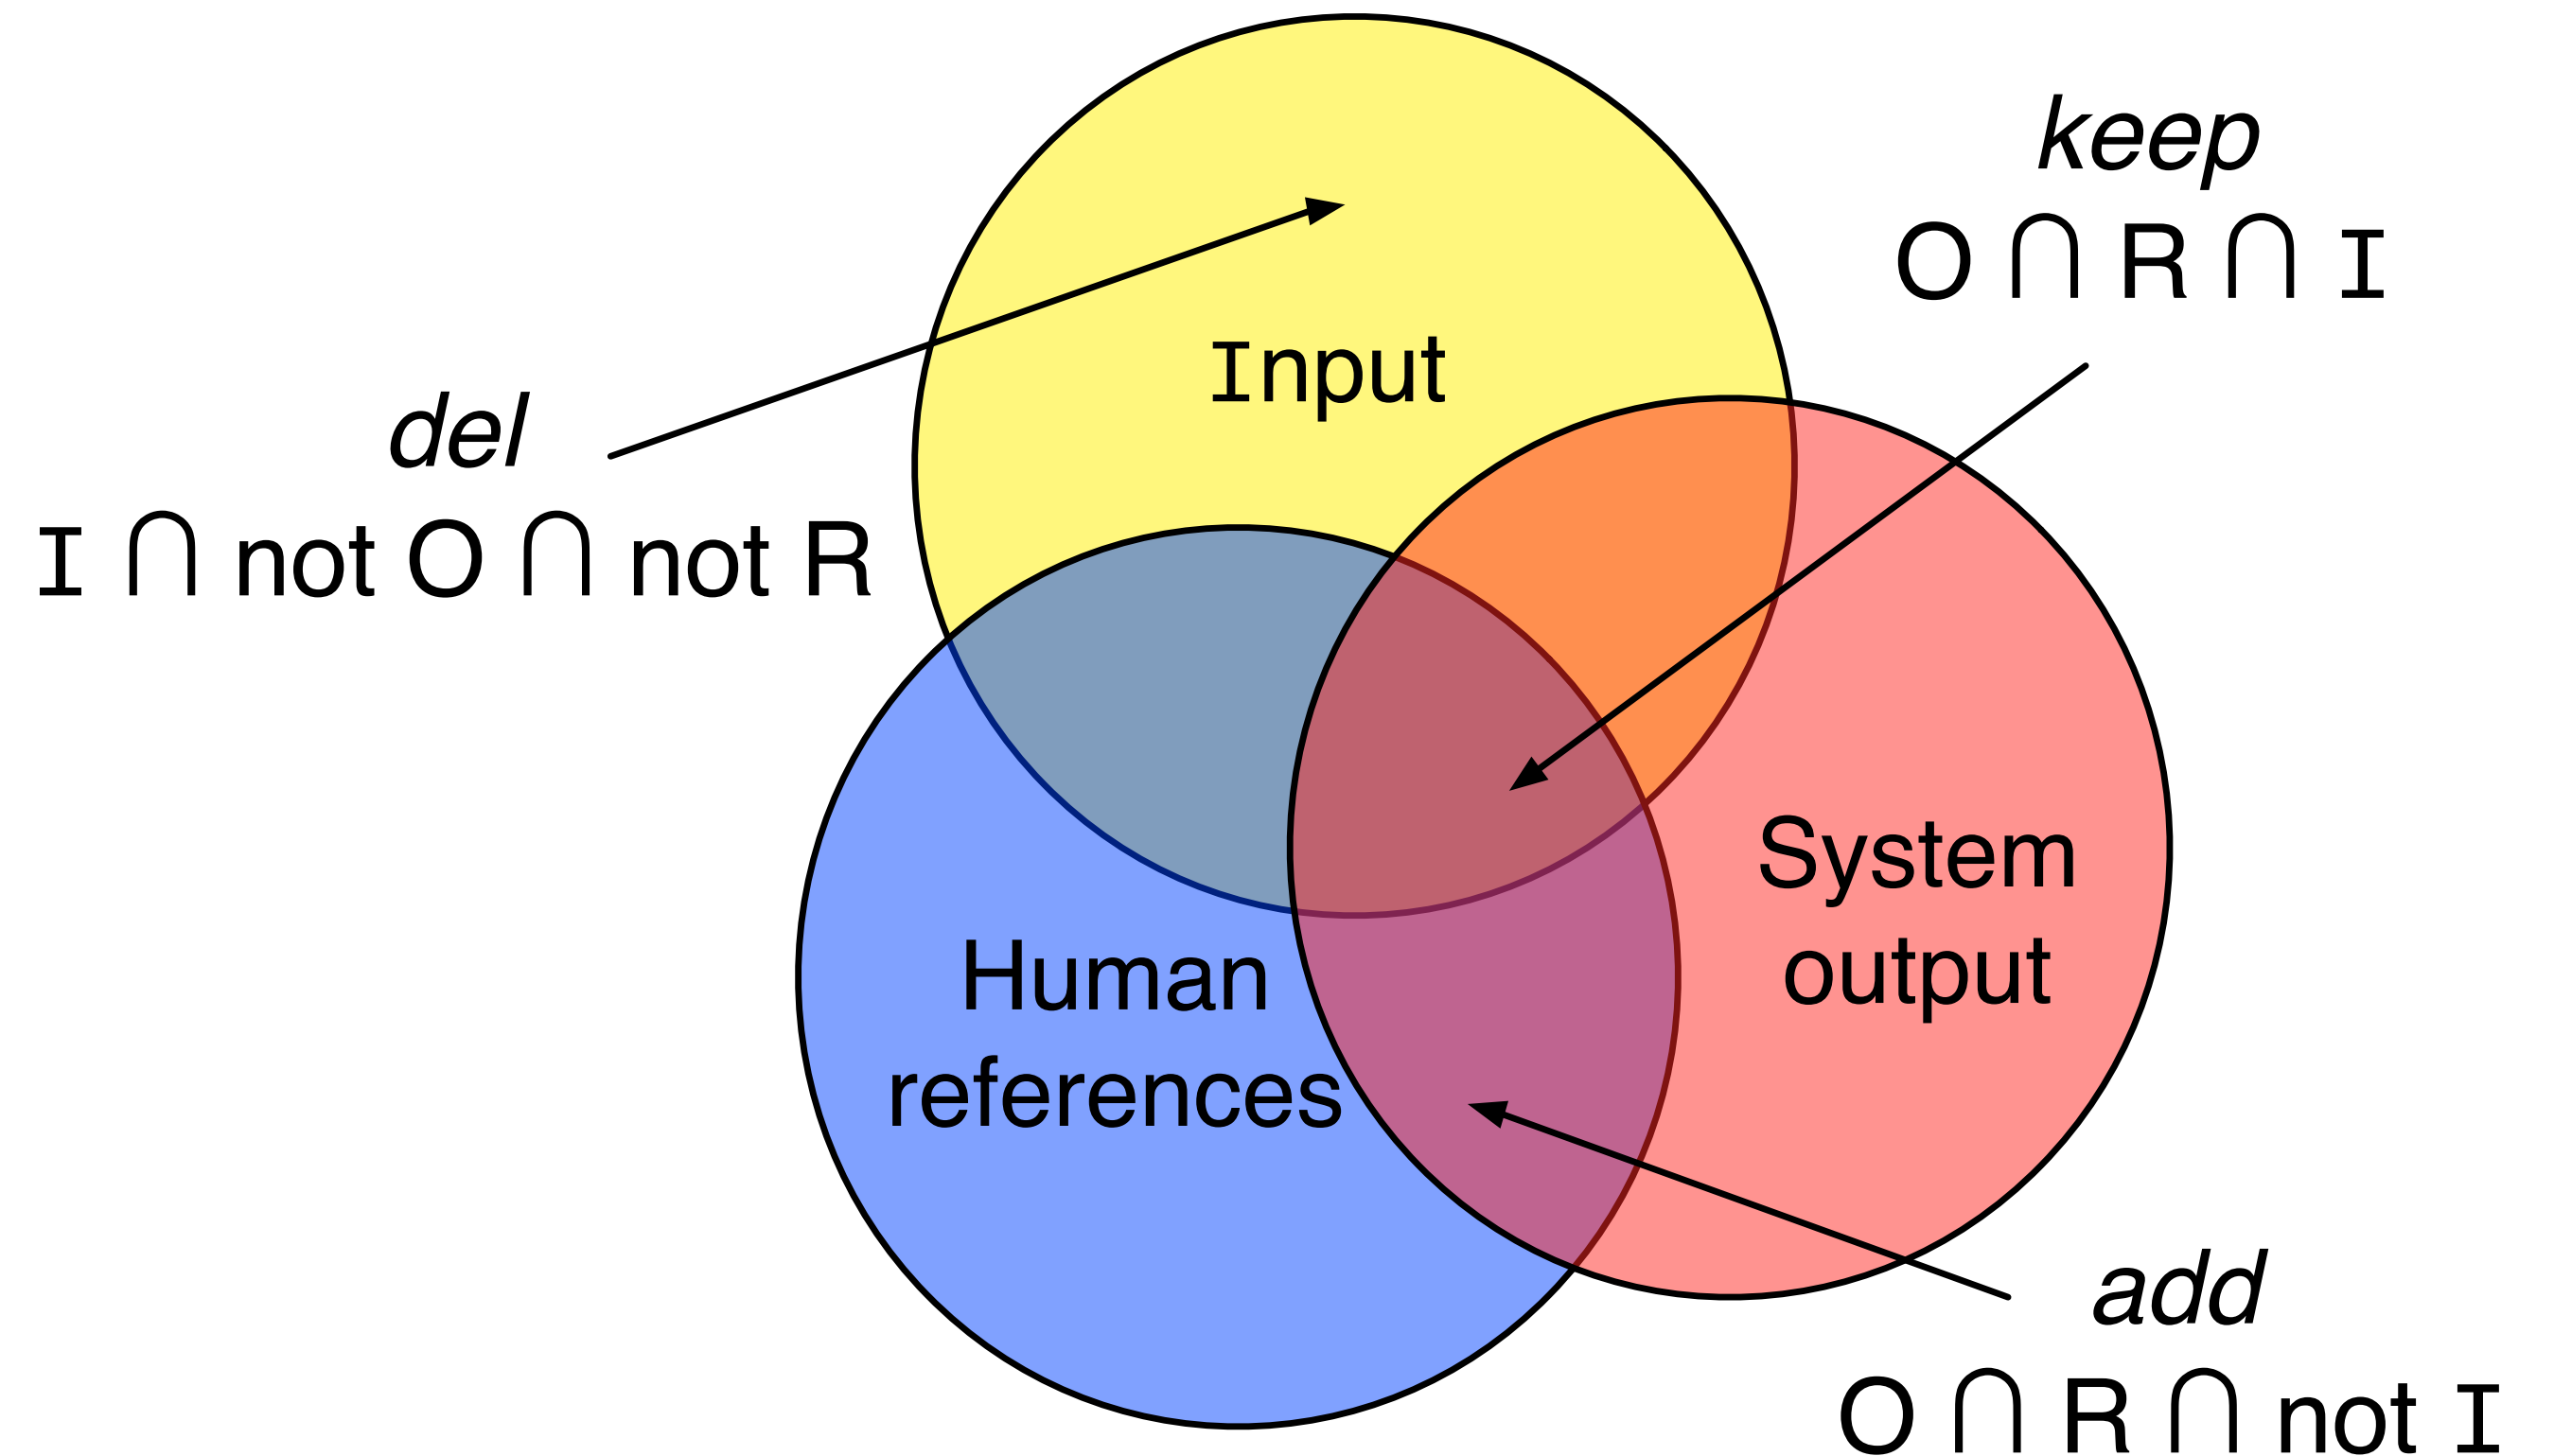 keep
O ∩ R ∩ I
Input
del
I ∩ not O ∩ not R
System
output
Human
references
add
O ∩ R ∩ not I